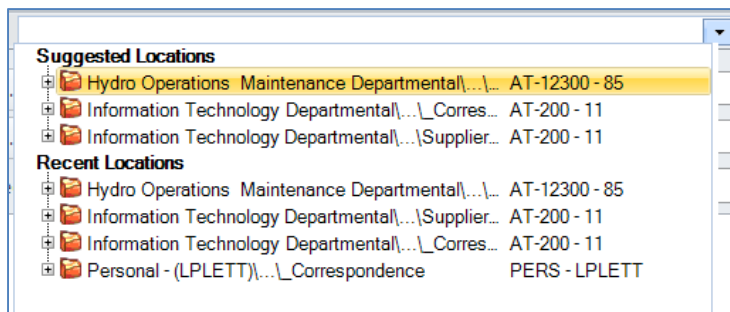 Suggested Locations
Hydro Operations Maintenance Departmental\...\... AT-12300 - 85
Information Technology Departmental\...\_Corres... AT-200 - 11
Information Technology Departmental\...\Supplier... AT-200 - 11
Recent Locations
Hydro Operations Maintenance Departmental\...\... AT-12300 - 85
Information Technology Departmental\...\Supplier... AT-200 - 11
Information Technology Departmental\...\_Corres... AT-200 - 11
Personal - (LPLETT)\...\_Correspondence PERS - LPLETT